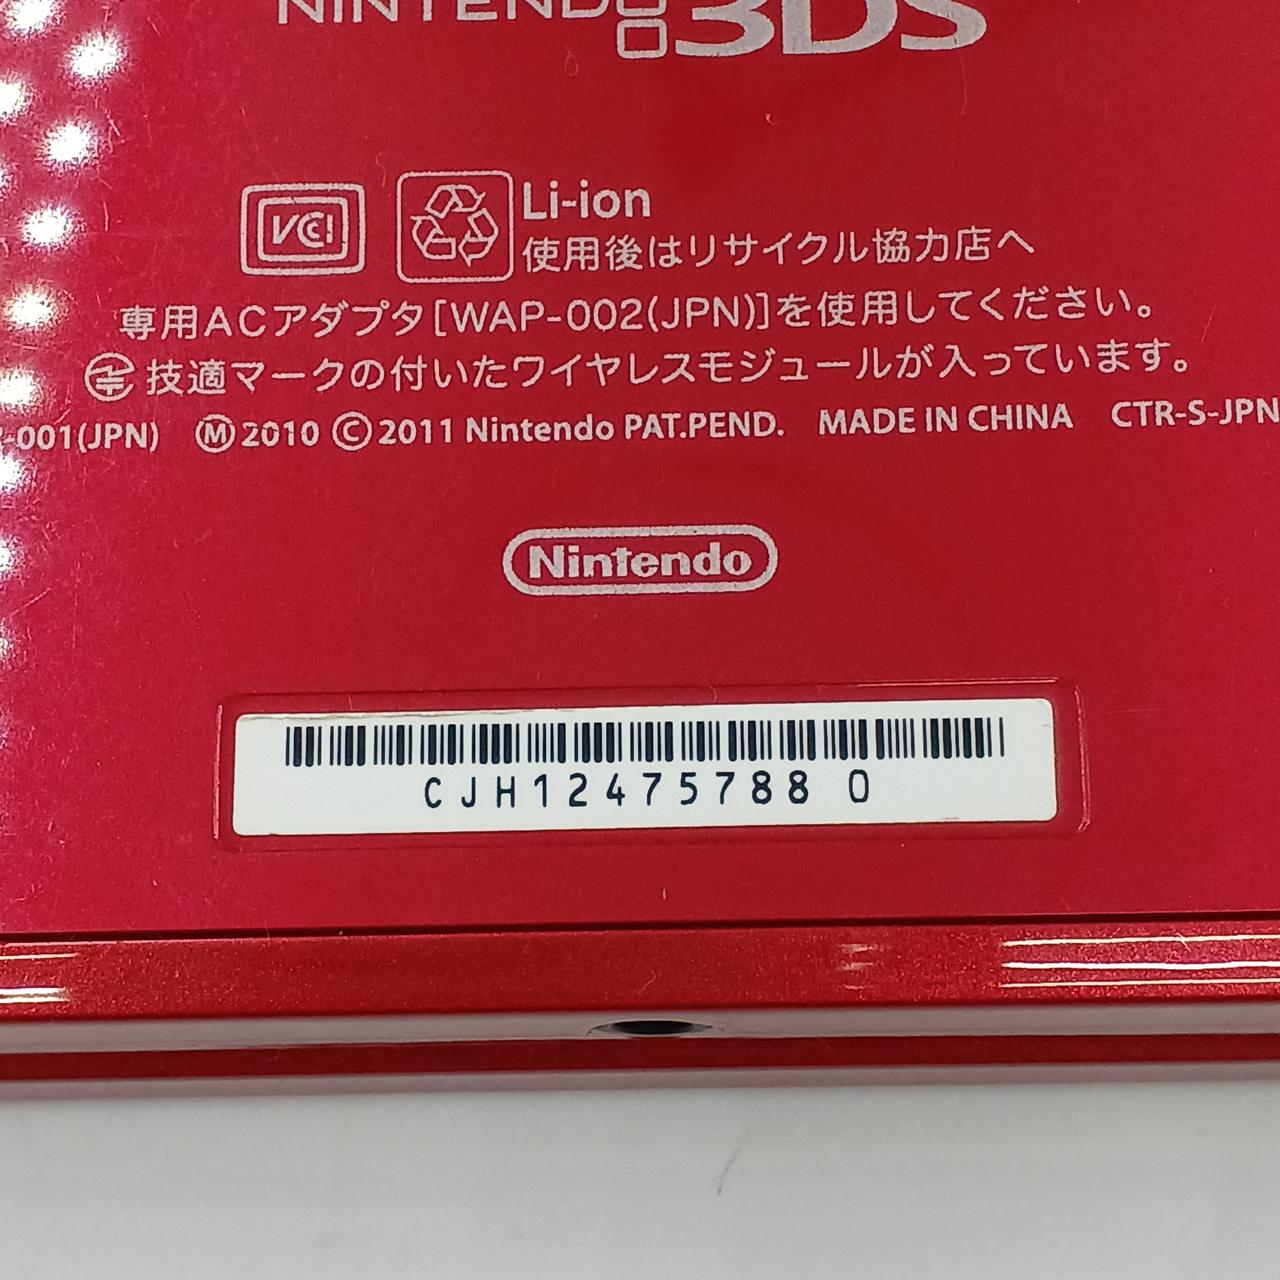 NINTENDO 3DS
VCCI
Li-ion
使用後はリサイクル協力店へ
専用ACアダプタ[WAP-002(JPN)]を使用してください。
技適マークの付いたワイヤレスモジュールが入っています。
-001(JPN) Ⓜ2010 ©2011 Nintendo PAT.PEND. MADE IN CHINA CTR-S-JPN
Nintendo
CJH12475788 0